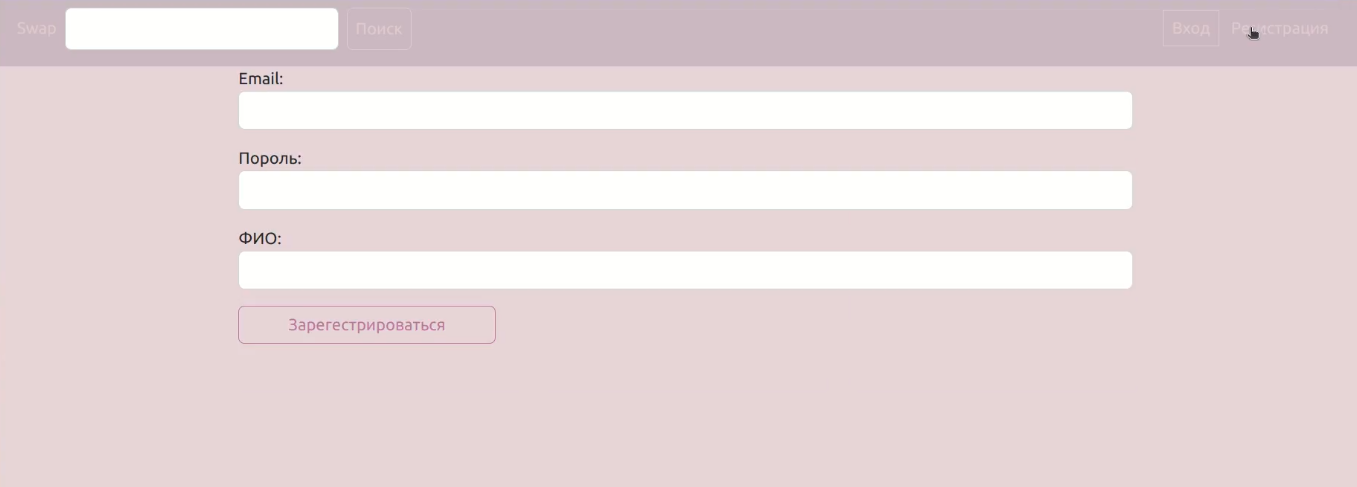 Swap Поиск Вход Регистрация
Email:
Пороль:
ФИО:
Зарегестрироваться